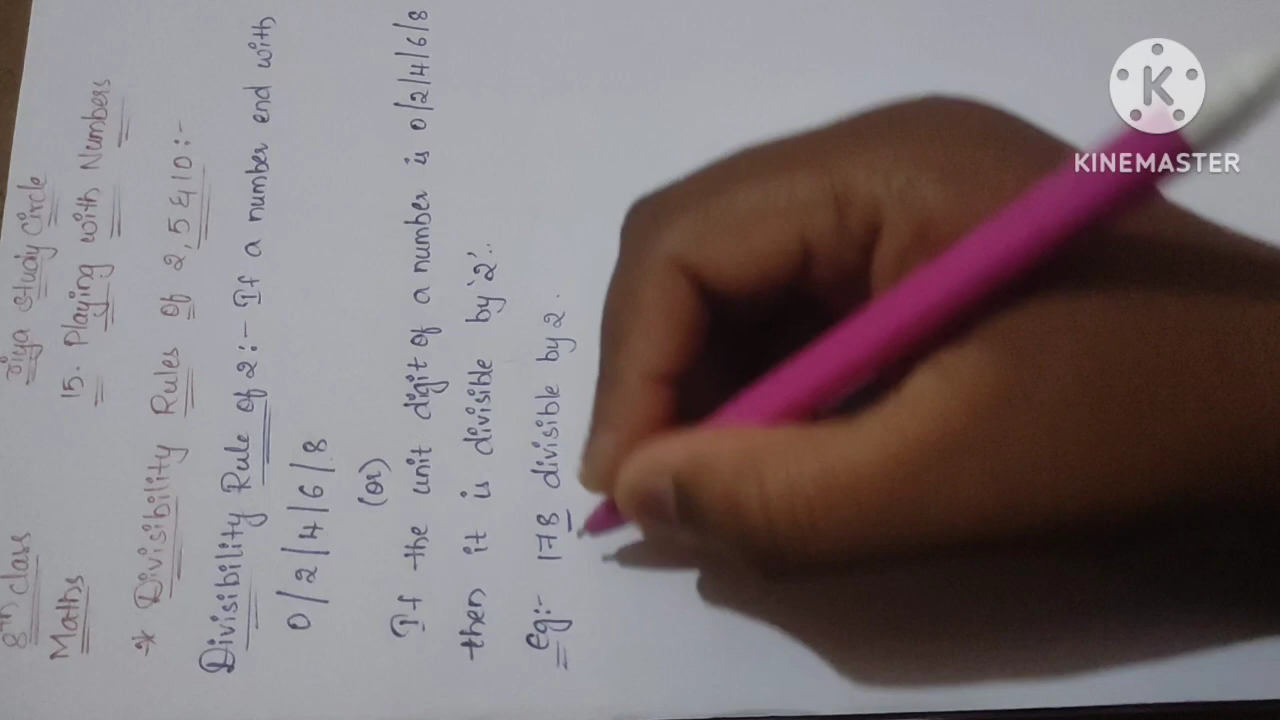 8th class riya study circle
Maths 15. Playing with Numbers
* Divisibility Rules of 2, 5 & 10:-
Divisibility Rule of 2:- If a number end with
0/2/4/6/8
(or)
If the unit digit of a number is 0/2/4/6/8
then it is divisible by '2'.
Eg:- 178 divisible by 2.
K
KINEMASTER